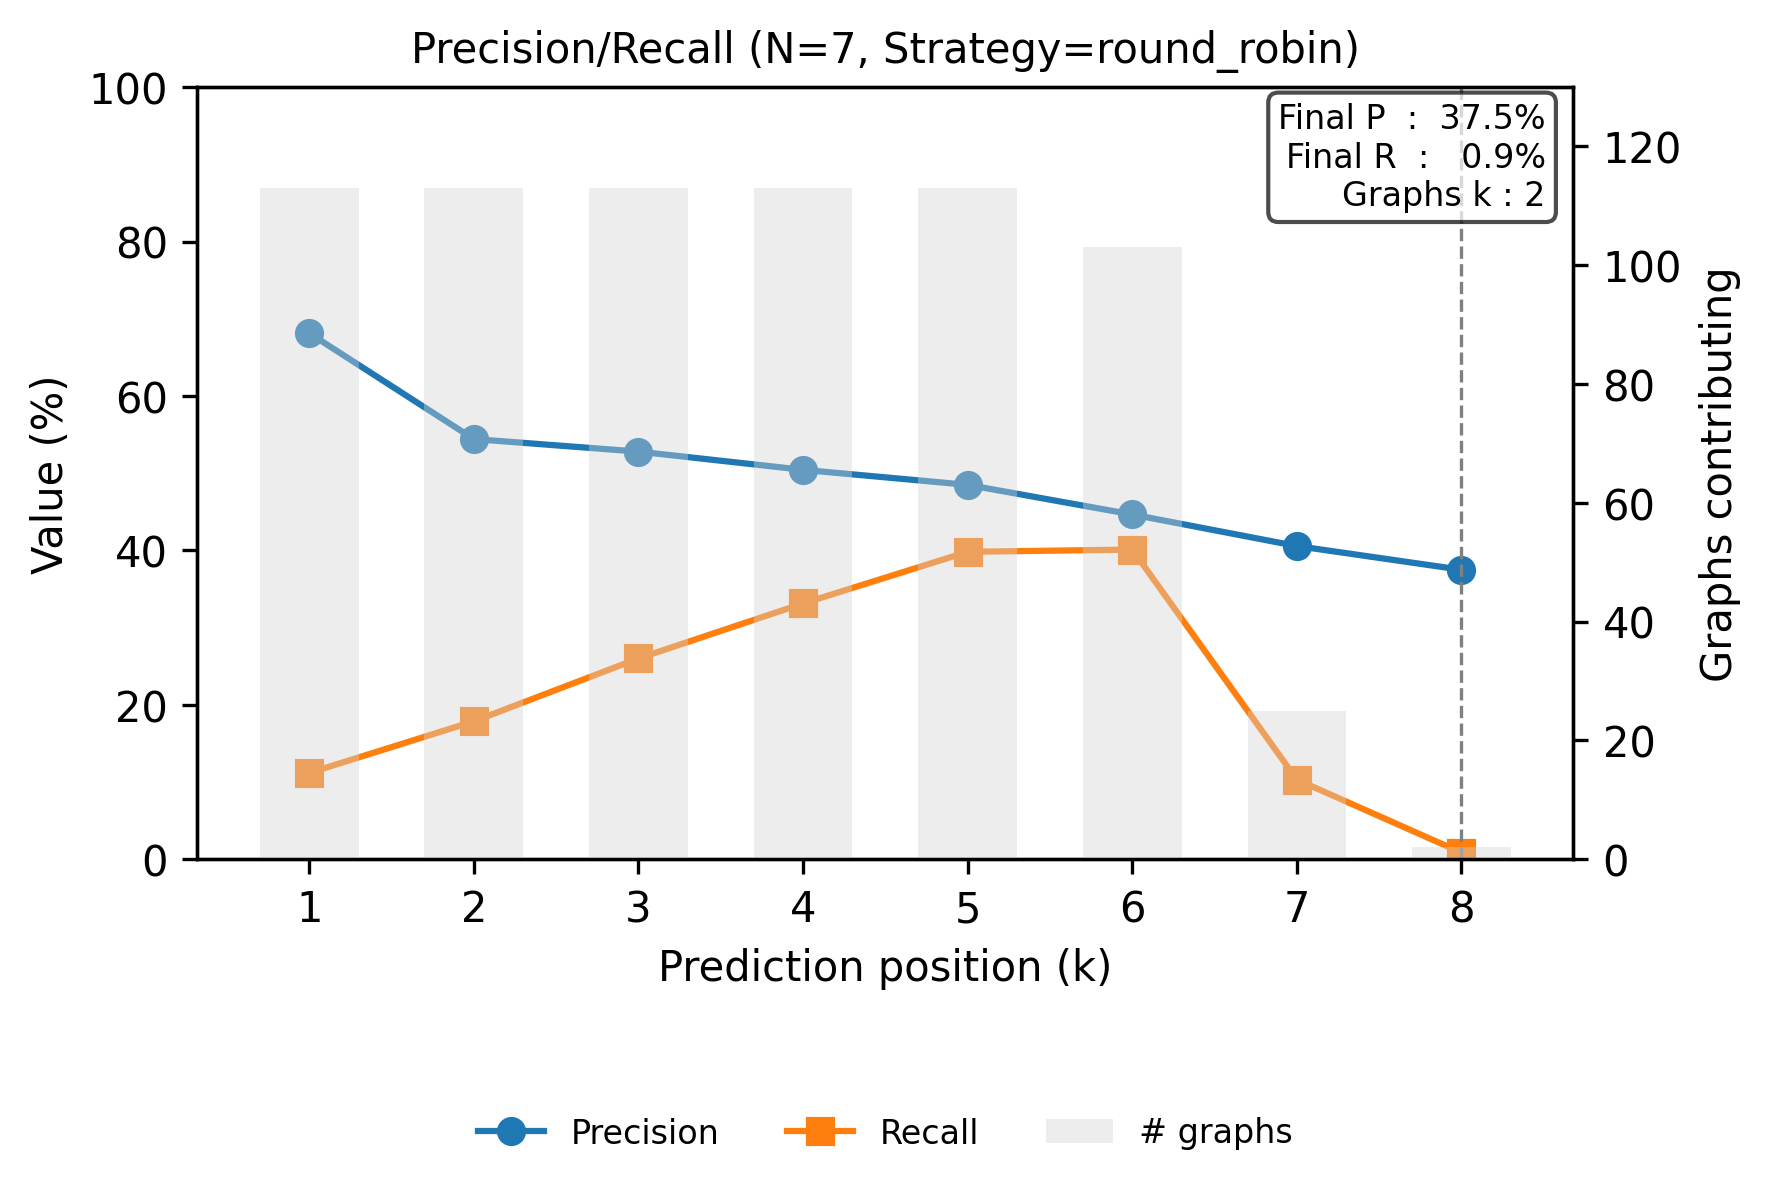 Precision/Recall (N=7, Strategy=round_robin)
Final P : 37.5%
Final R : 0.9%
Graphs k : 2
Value (%)
100
80
60
40
20
0
120
100
80
60
40
20
0
Graphs contributing
1 2 3 4 5 6 7 8
Prediction position (k)
Precision Recall # graphs